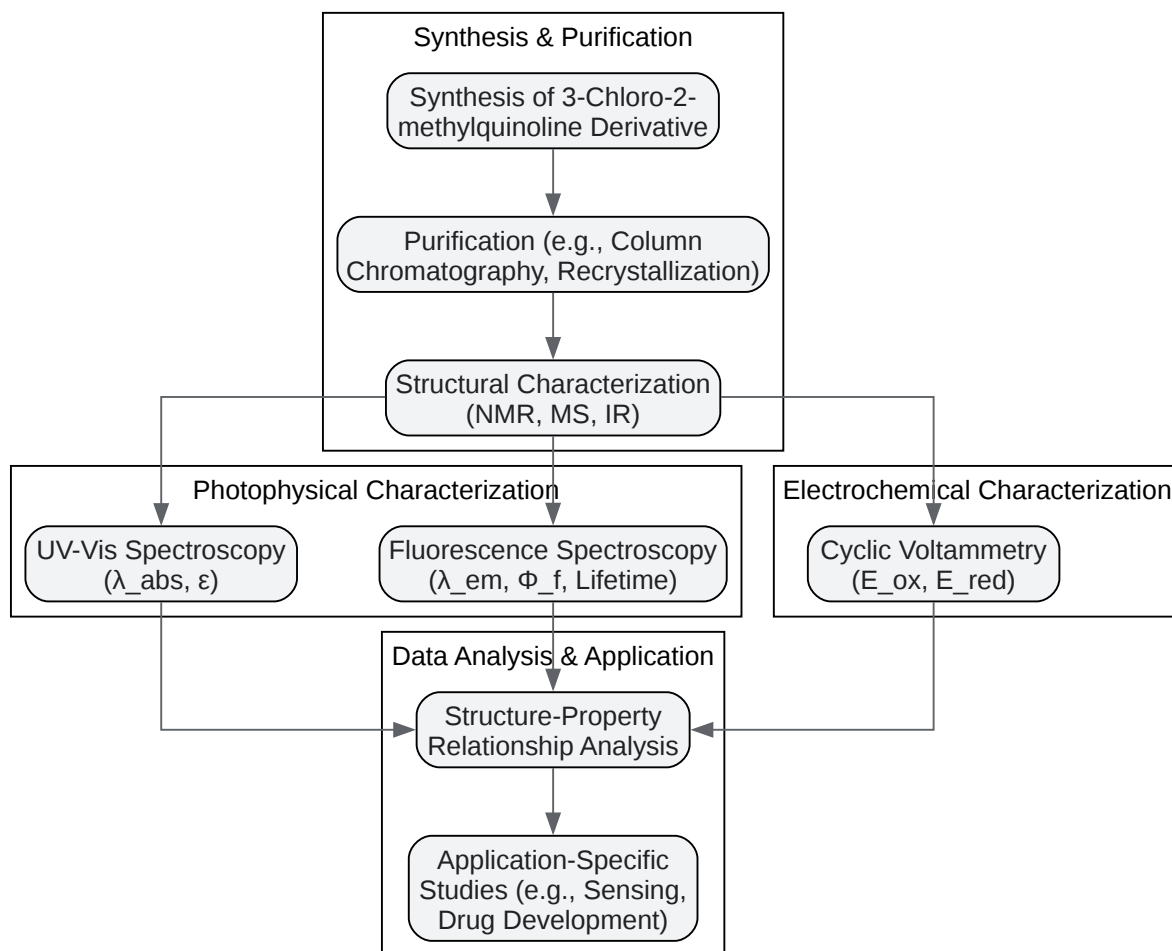 Synthesis & Purification
Synthesis of 3-Chloro-2-
methylquinoline Derivative
Purification (e.g., Column
Chromatography, Recrystallization)
Structural Characterization
(NMR, MS, IR)
Photophysical Characterization
Electrochemical Characterization
UV-Vis Spectroscopy
(λ_abs, ε)
Fluorescence Spectroscopy
(λ_em, Φ_f, Lifetime)
Cyclic Voltammetry
(E_ox, E_red)
Data Analysis & Application
Structure-Property
Relationship Analysis
Application-Specific
Studies (e.g., Sensing,
Drug Development)